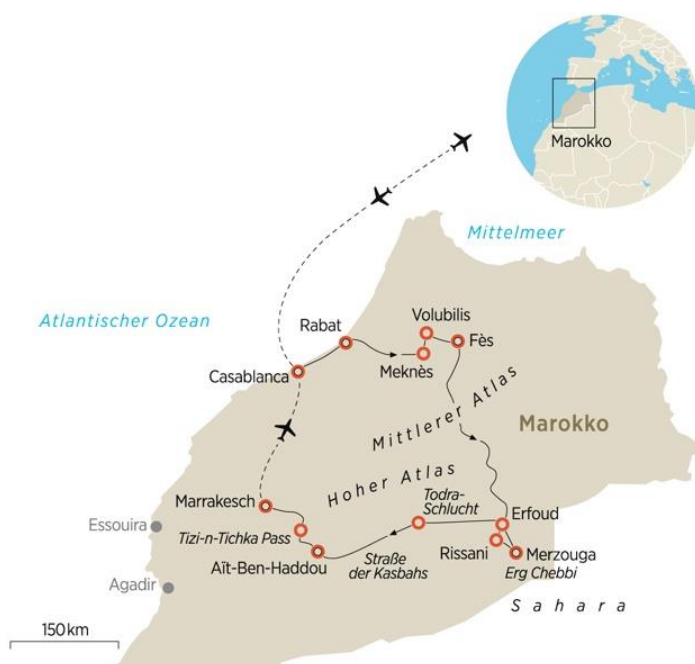 Marokko
Mittelmeer
Atlantischer Ozean
Rabat
Volubilis
Fès
Meknès
Casablanca
Mittlerer Atlas
Marokko
Hoher Atlas
Marrakesch
Todra-
Schlucht
Erfoud
Essouira
Tizi-n-Tichka Pass
Rissani
Merzouga
Aït-Ben-Haddou
Straße
der Kasbahs
Erg Chebbi
Agadir
Sahara
150 km